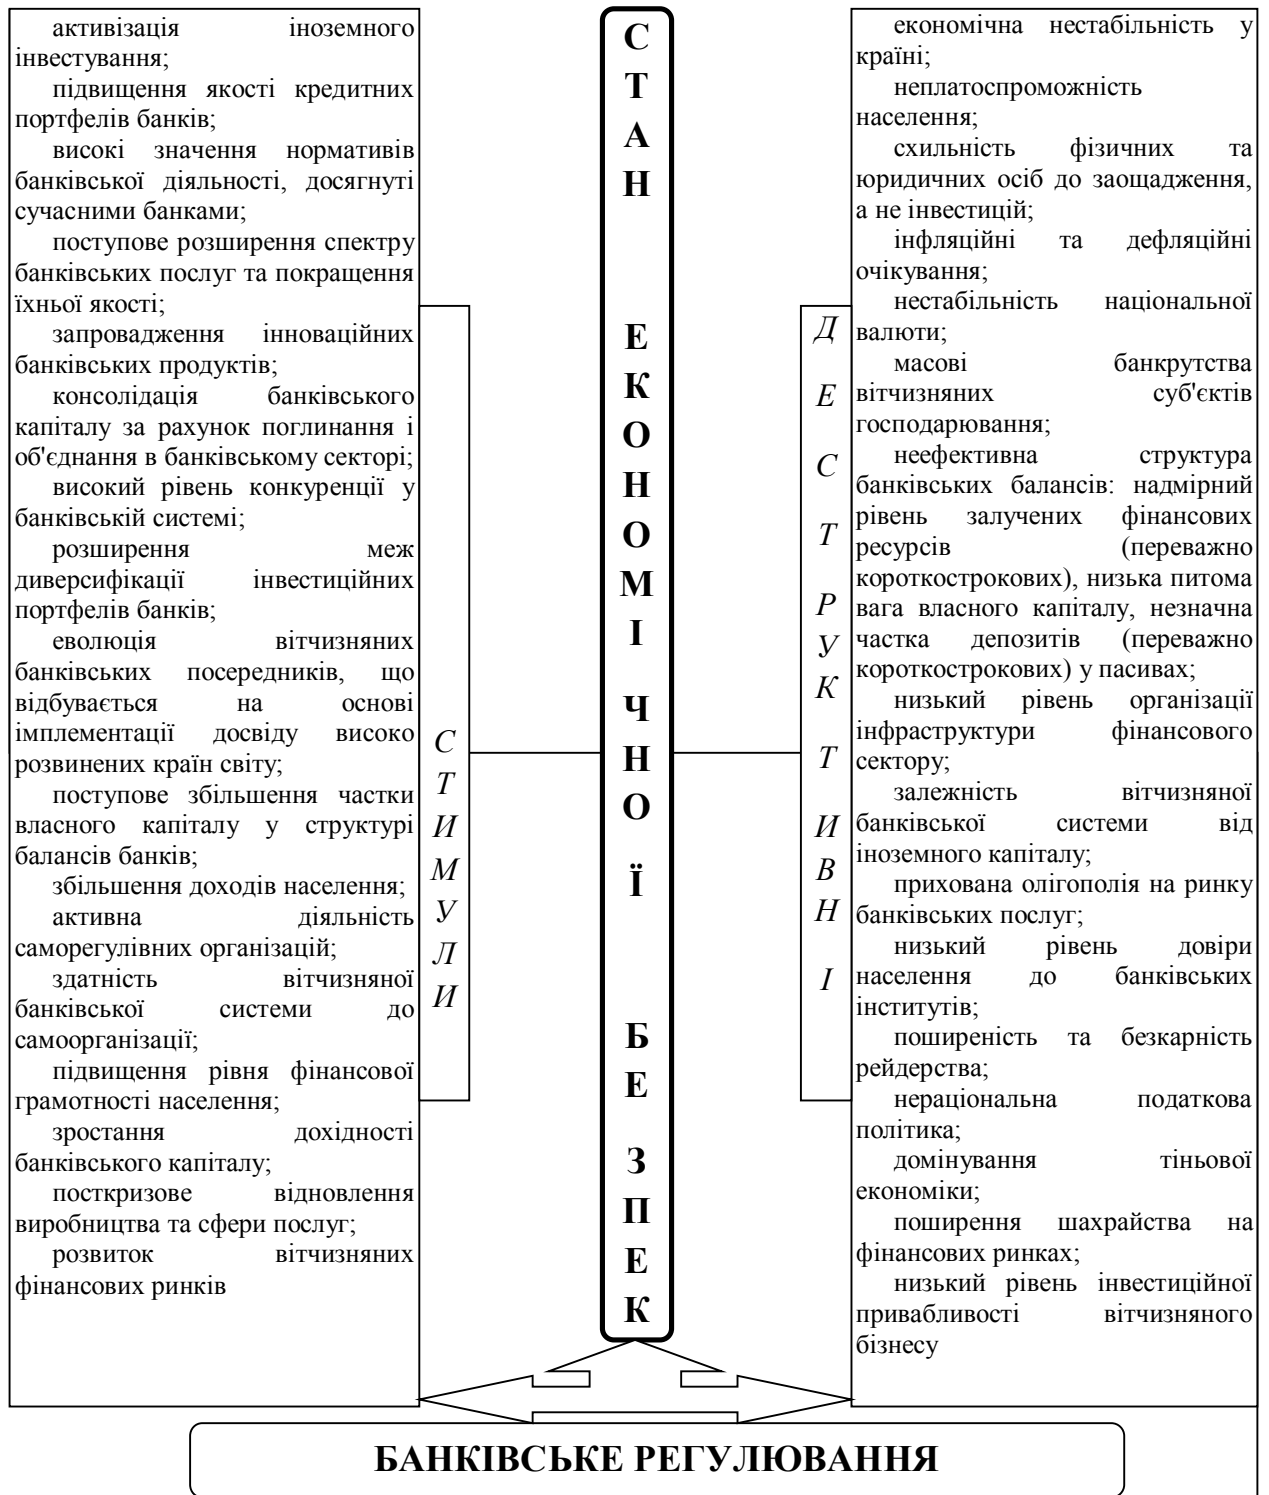 активізація іноземного
інвестування;
підвищення якості кредитних
портфелів банків;
високі значення нормативів
банківської діяльності, досягнуті
сучасними банками;
поступове розширення спектру
банківських послуг та покращення
їхньої якості;
запровадження інноваційних
банківських продуктів;
консолідація банківського
капіталу за рахунок поглинання і
об'єднання в банківському секторі;
високий рівень конкуренції у
банківській системі;
розширення меж
диверсифікації інвестиційних
портфелів банків;
еволюція вітчизняних
банківських посередників, що
відбувається на основі
імплементації досвіду високо
розвинених країн світу;
поступове збільшення частки
власного капіталу у структурі
балансів банків;
збільшення доходів населення;
активна діяльність
саморегулівних організацій;
здатність вітчизняної
банківської системи до
самоорганізації;
підвищення рівня фінансової
грамотності населення;
зростання дохідності
банківського капіталу;
посткризове відновлення
виробництва та сфери послуг;
розвиток вітчизняних
фінансових ринків
СТИМУЛИ
СТАН ЕКОНОМІЧНОЇ БЕЗПЕК
ДЕСТРУКТИВНІ
економічна нестабільність у
країні;
неплатоспроможність
населення;
схильність фізичних та
юридичних осіб до заощадження,
а не інвестицій;
інфляційні та дефляційні
очікування;
нестабільність національної
валюти;
масові банкрутства
вітчизняних суб'єктів
господарювання;
неефективна структура
банківських балансів: надмірний
рівень залучених фінансових
ресурсів (переважно
короткострокових), низька питома
вага власного капіталу, незначна
частка депозитів (переважно
короткострокових) у пасивах;
низький рівень організації
інфраструктури фінансового
сектору;
залежність вітчизняної
банківської системи від
іноземного капіталу;
прихована олігополія на ринку
банківських послуг;
низький рівень довіри
населення до банківських
інститутів;
поширеність та безкарність
рейдерства;
нераціональна податкова
політика;
домінування тіньової
економіки;
поширення шахрайства на
фінансових ринках;
низький рівень інвестиційної
привабливості вітчизняного
бізнесу
БАНКІВСЬКЕ РЕГУЛЮВАННЯ